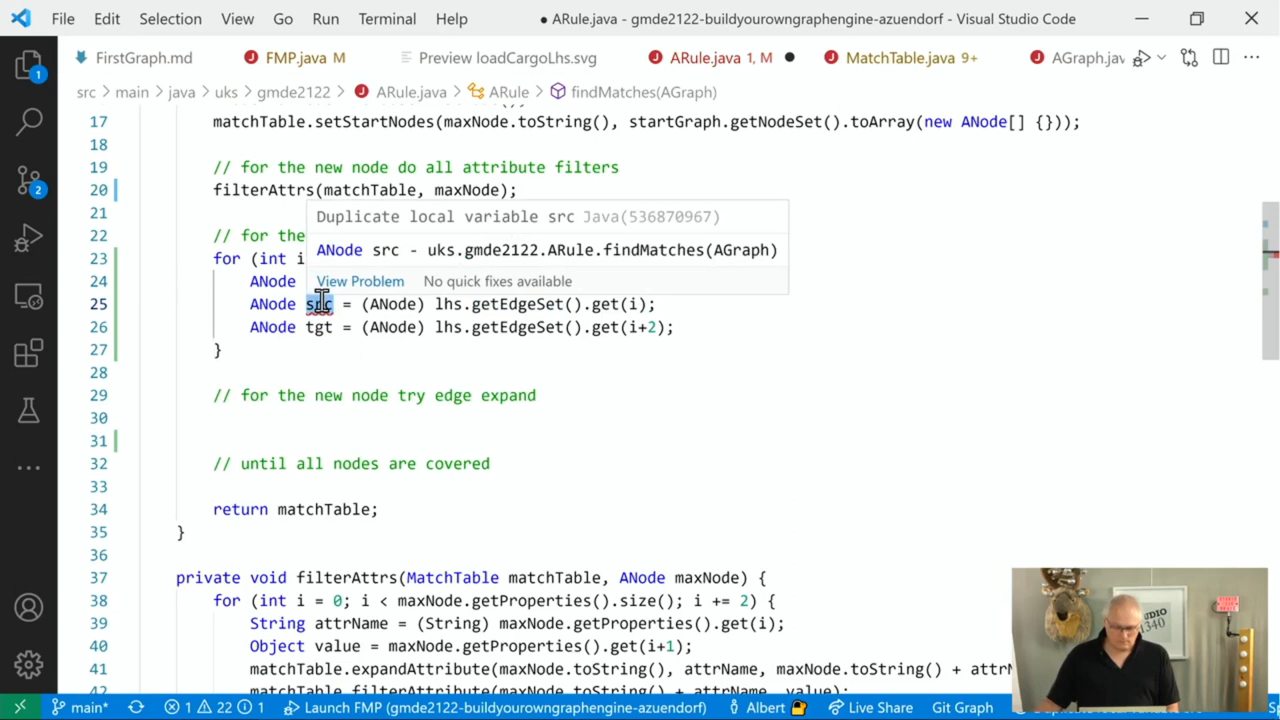 File Edit Selection View Go Run Terminal Help
● ARule.java - gmde2122-buildyourowngraphengine-azuendorf - Visual Studio Code
FirstGraph.md FMP.java M Preview loadCargoLhs.svg ARule.java 1, M MatchTable.java 9+ AGraph.jav
src > main > java > uks > gmde2122 > ARule.java > ARule > findMatches(AGraph)
17 matchTable.setStartNodes(maxNode.toString(), startGraph.getNodeSet().toArray(new ANode[] {}));
18
19 // for the new node do all attribute filters
20 filterAttrs(matchTable, maxNode);
21
Duplicate local variable src Java(536870967)
22 // for the
ANode src - uks.gmde2122.ARule.findMatches(AGraph)
23 for (int i
24 ANode
View Problem No quick fixes available
25 ANode src = (ANode) lhs.getEdgeSet().get(i);
26 ANode tgt = (ANode) lhs.getEdgeSet().get(i+2);
27 }
28
29 // for the new node try edge expand
30
31
32 // until all nodes are covered
33
34 return matchTable;
35 }
36
37 private void filterAttrs(MatchTable matchTable, ANode maxNode) {
38 for (int i = 0; i < maxNode.getProperties().size(); i += 2) {
39 String attrName = (String) maxNode.getProperties().get(i);
40 Object value = maxNode.getProperties().get(i+1);
41 matchTable.expandAttribute(maxNode.toString(), attrName, maxNode.toString() + attrN
42 matchTable.filterAttribute(maxNode.toString() + attrName, value);
1
2
STUDIO
1340
main* 1 22 1 Launch FMP (gmde2122-buildyourowngraphengine-azuendorf) Albert Live Share Git Graph